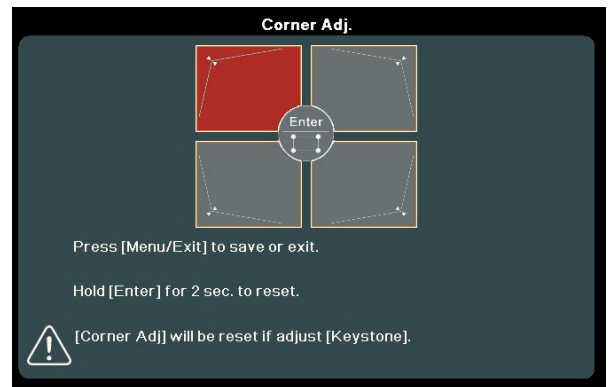 Corner Adj.
Enter
Press [Menu/Exit] to save or exit.
Hold [Enter] for 2 sec. to reset.
[Corner Adj] will be reset if adjust [Keystone].